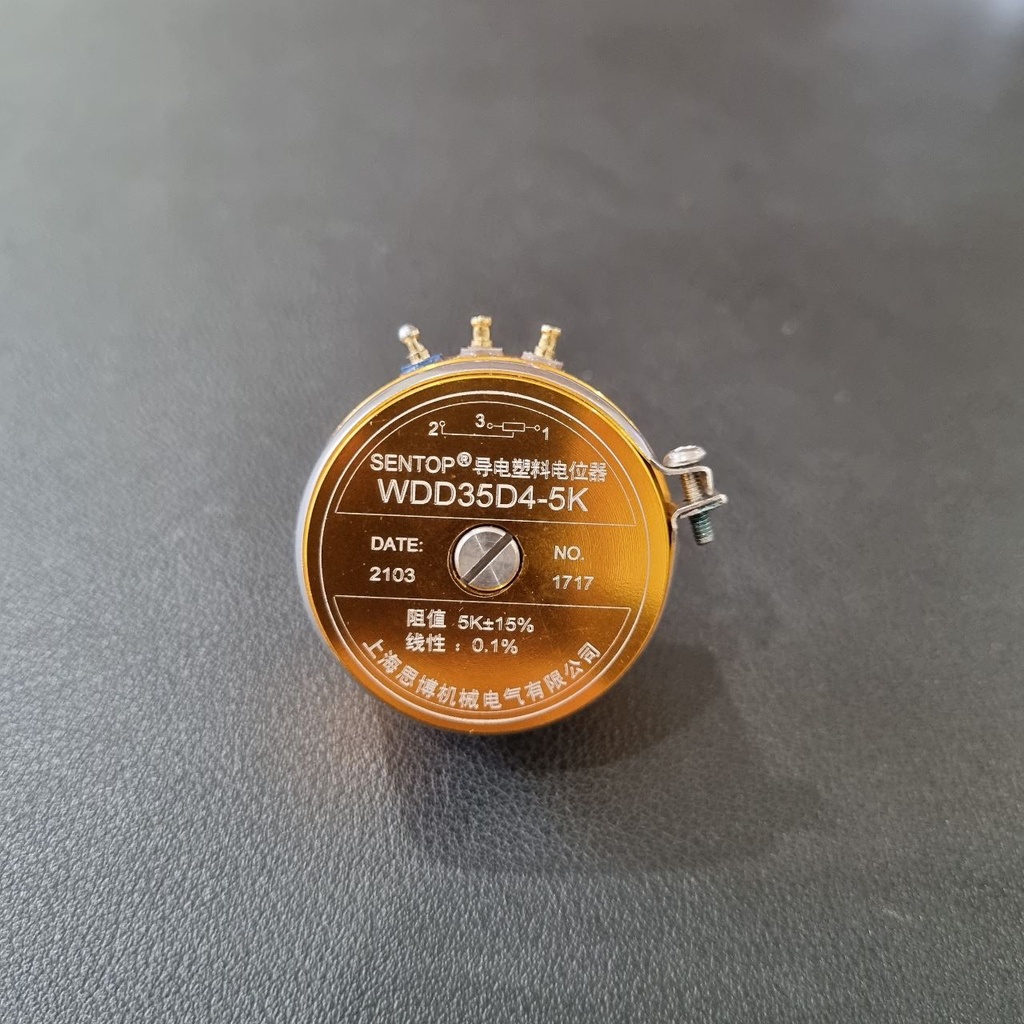 2 3 1
SENTOP® 导电塑料电位器
WDD35D4-5K
DATE: NO.
2103 1717
阻值 5K±15%
线性：0.1%
上海思博机械电气有限公司